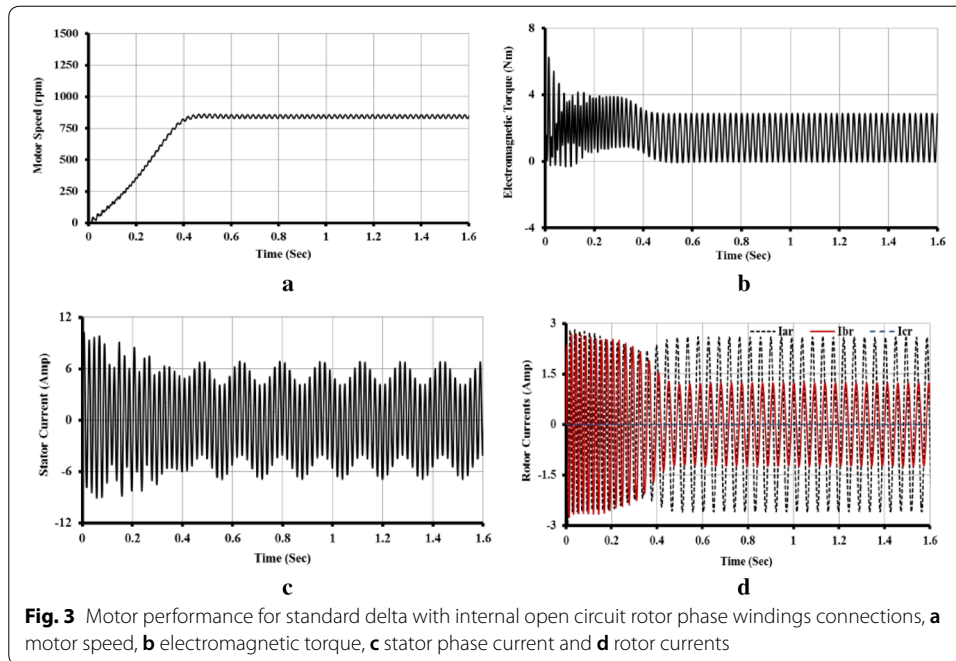 1500
1250
1000
750
500
250
0
Motor Speed (rpm)
0 0.2 0.4 0.6 0.8 1 1.2 1.4 1.6
Time (Sec)
a
8
4
0
-4
Electromagnetic Torque (Nm)
0 0.2 0.4 0.6 0.8 1 1.2 1.4 1.6
Time (Sec)
b
12
6
0
-6
-12
Stator Current (Amp)
0 0.2 0.4 0.6 0.8 1 1.2 1.4 1.6
Time (Sec)
c
3
1.5
0
-1.5
-3
Rotor Currents (Amp)
Iar Ibr Icr
0 0.2 0.4 0.6 0.8 1 1.2 1.4 1.6
Time (Sec)
d
Fig. 3 Motor performance for standard delta with internal open circuit rotor phase windings connections, a
motor speed, b electromagnetic torque, c stator phase current and d rotor currents